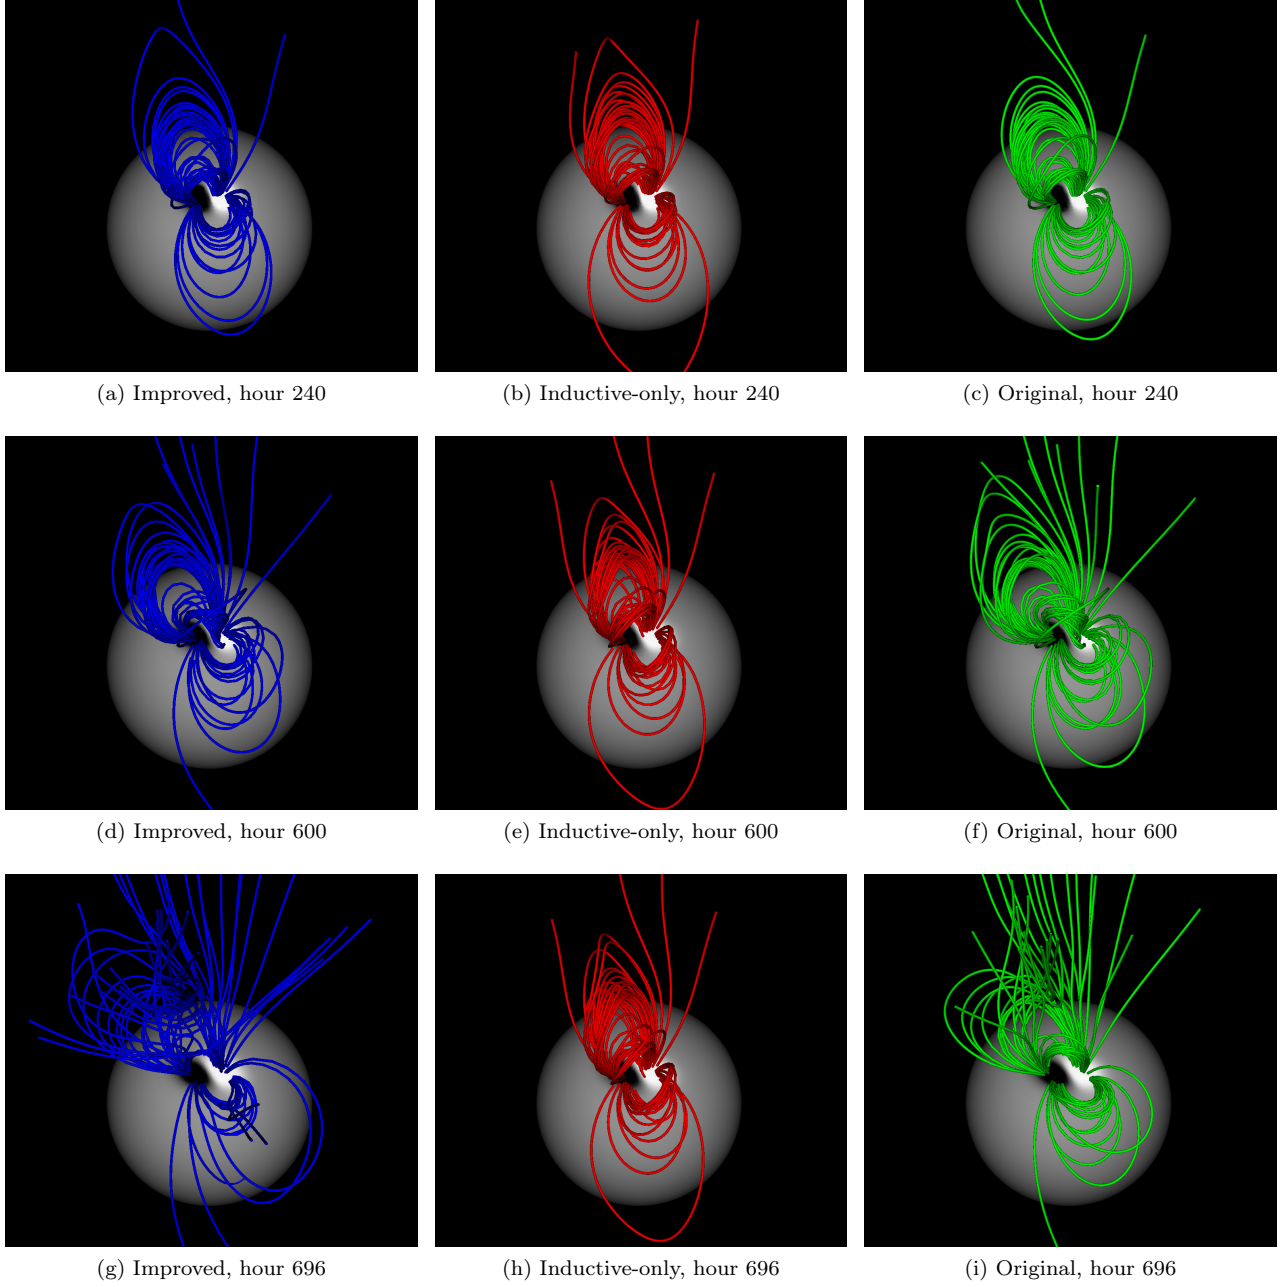 (a) Improved, hour 240
(b) Inductive-only, hour 240
(c) Original, hour 240
(d) Improved, hour 600
(e) Inductive-only, hour 600
(f) Original, hour 600
(g) Improved, hour 696
(h) Inductive-only, hour 696
(i) Original, hour 696